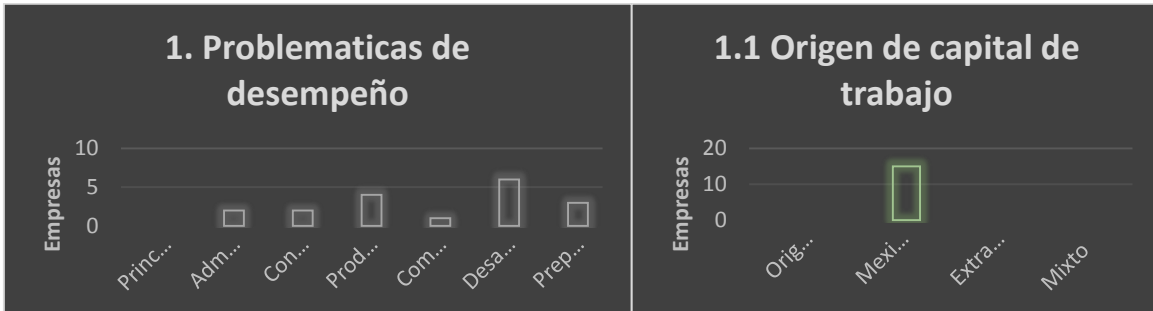 1. Problematicas de
desempeño
10
5
0
Empresas
Princ...
Adm...
Con...
Prod...
Com...
Desa...
Prep...
1.1 Origen de capital de
trabajo
20
10
0
Empresas
Orig...
Mexi...
Extra...
Mixto